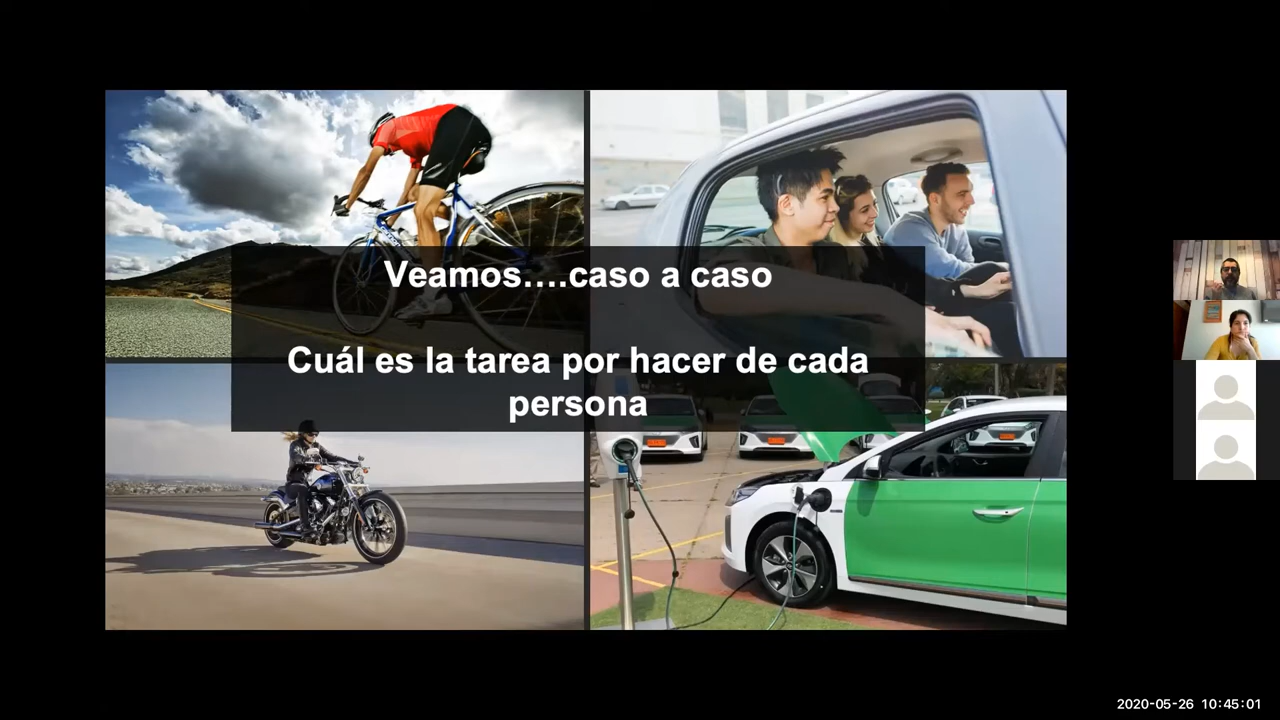 Veamos....caso a caso
Cuál es la tarea por hacer de cada
persona
2020-05-26 10:45:01